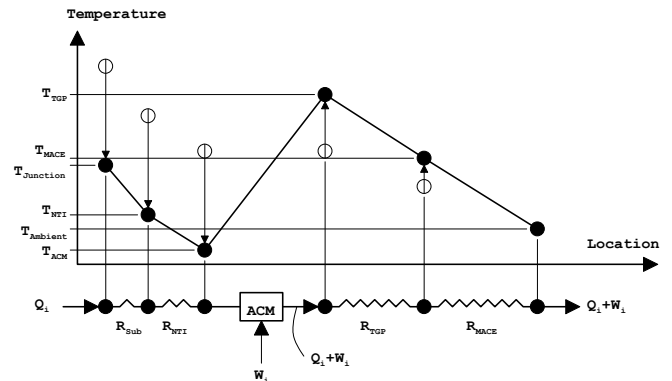 Temperature
T_TGP
T_MACE
T_Junction
T_NTI
T_Ambient
T_ACM
Location
Q_i
R_Sub
R_NTI
ACM
W_i
Q_i+W_i
R_TGP
R_MACE
Q_i+W_i